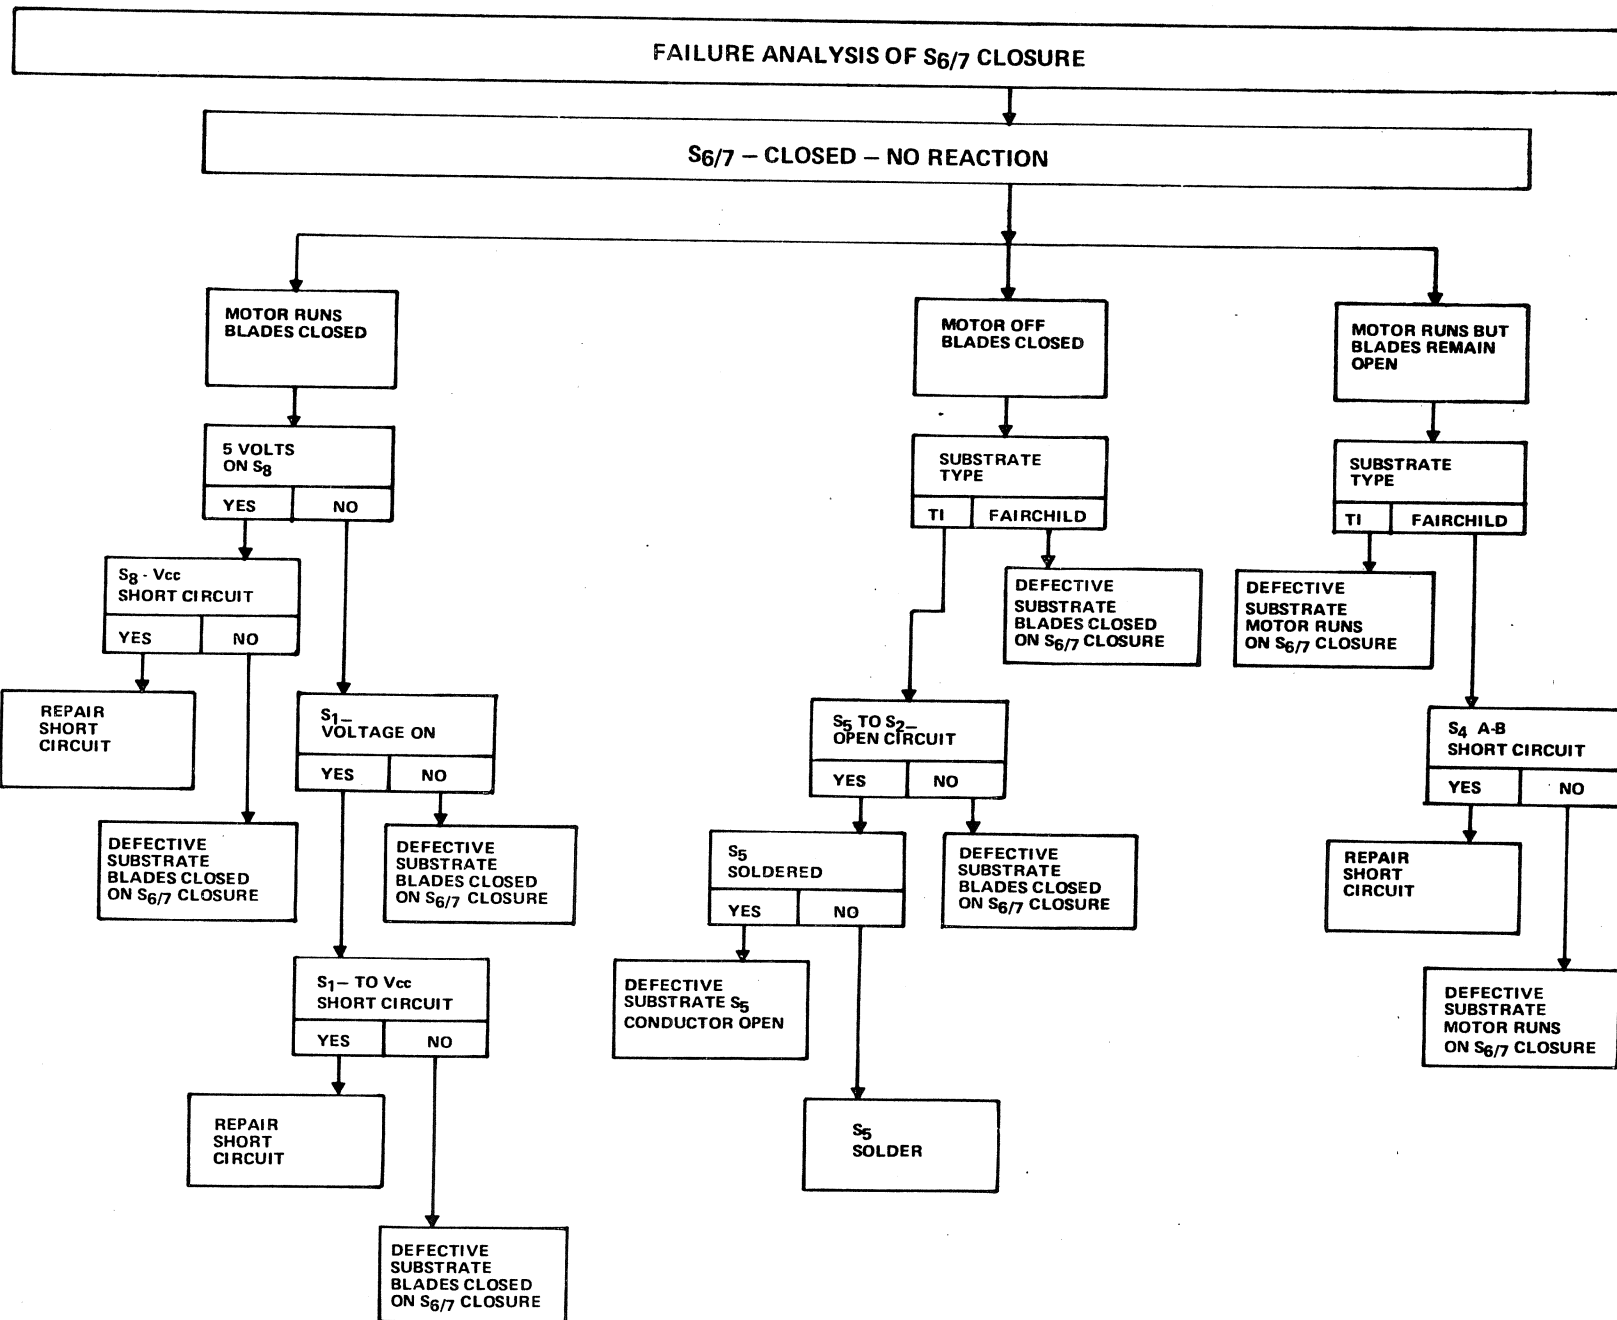 FAILURE ANALYSIS OF S6/7 CLOSURE
S6/7 – CLOSED – NO REACTION
MOTOR RUNS
BLADES CLOSED
5 VOLTS
ON S8
YES NO
S8 - Vcc
SHORT CIRCUIT
YES NO
REPAIR
SHORT
CIRCUIT
DEFECTIVE
SUBSTRATE
BLADES CLOSED
ON S6/7 CLOSURE
S1–
VOLTAGE ON
YES NO
DEFECTIVE
SUBSTRATE
BLADES CLOSED
ON S6/7 CLOSURE
S1– TO Vcc
SHORT CIRCUIT
YES NO
REPAIR
SHORT
CIRCUIT
DEFECTIVE
SUBSTRATE
BLADES CLOSED
ON S6/7 CLOSURE
MOTOR OFF
BLADES CLOSED
SUBSTRATE
TYPE
TI FAIRCHILD
DEFECTIVE
SUBSTRATE
BLADES CLOSED
ON S6/7 CLOSURE
S5 TO S2–
OPEN CIRCUIT
YES NO
S5
SOLDERED
YES NO
DEFECTIVE
SUBSTRATE
BLADES CLOSED
ON S6/7 CLOSURE
DEFECTIVE
SUBSTRATE S5
CONDUCTOR OPEN
S5
SOLDER
MOTOR RUNS BUT
BLADES REMAIN
OPEN
SUBSTRATE
TYPE
TI FAIRCHILD
DEFECTIVE
SUBSTRATE
MOTOR RUNS
ON S6/7 CLOSURE
S4 A-B
SHORT CIRCUIT
YES NO
REPAIR
SHORT
CIRCUIT
DEFECTIVE
SUBSTRATE
MOTOR RUNS
ON S6/7 CLOSURE